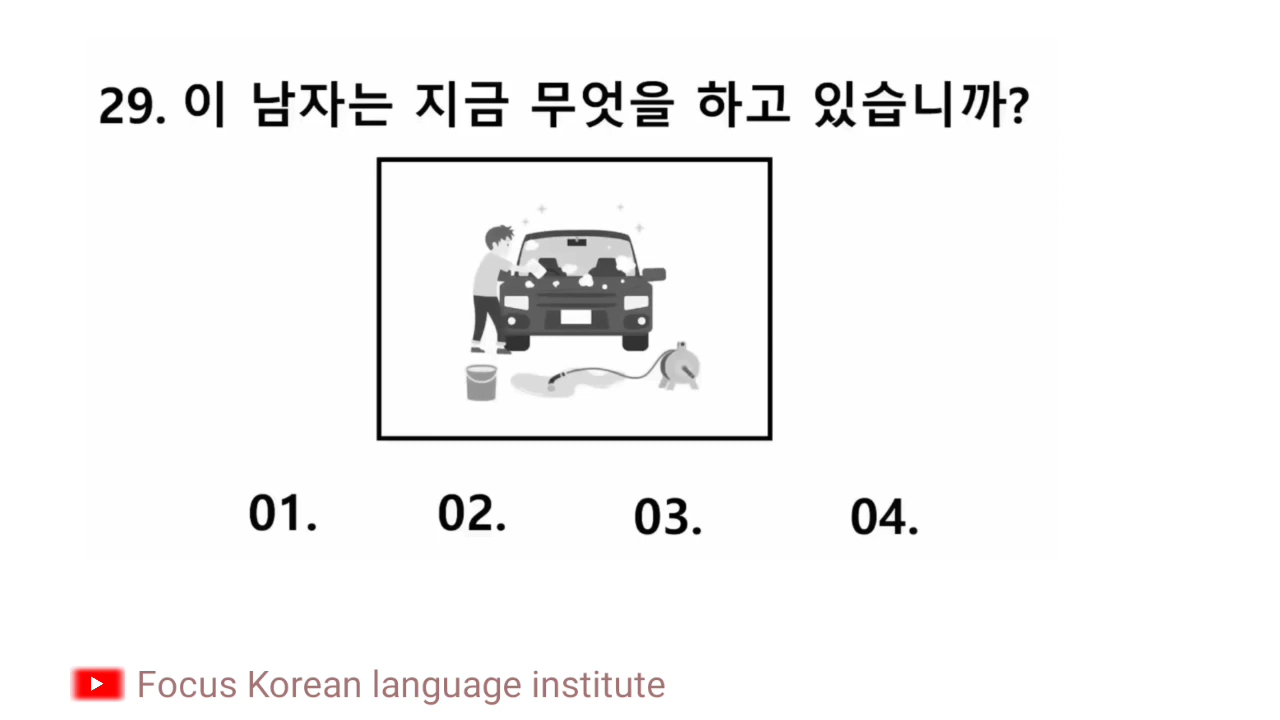 29. 이 남자는 지금 무엇을 하고 있습니까?
01. 02. 03. 04.
Focus Korean language institute